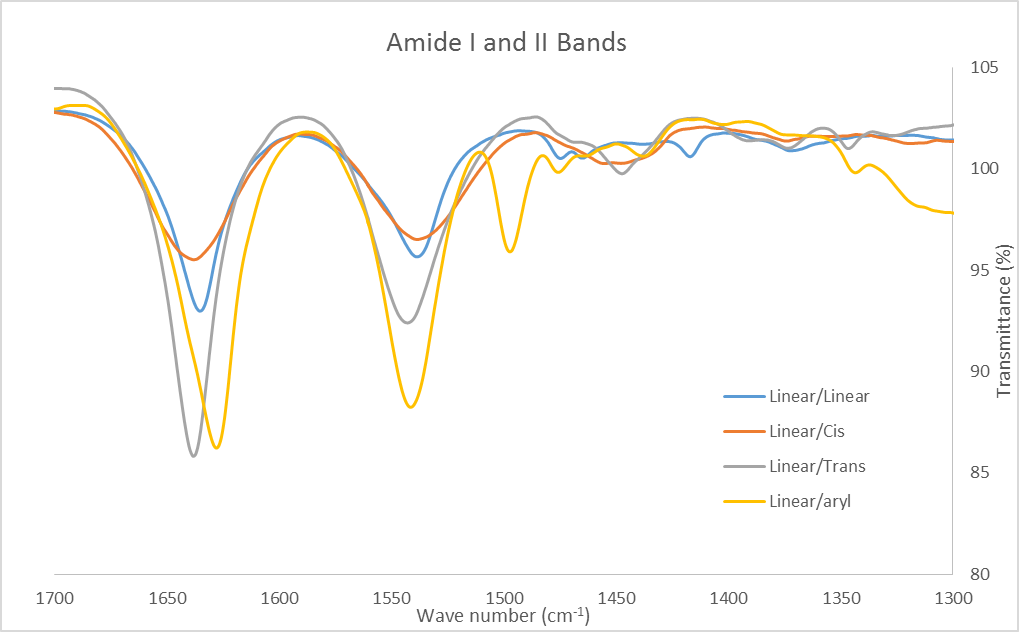 Amide I and II Bands
105
100
95
90
85
80
Transmittance (%)
Linear/Linear
Linear/Cis
Linear/Trans
Linear/aryl
1700 1650 1600 1550 1500 1450 1400 1350 1300
Wave number (cm⁻¹)